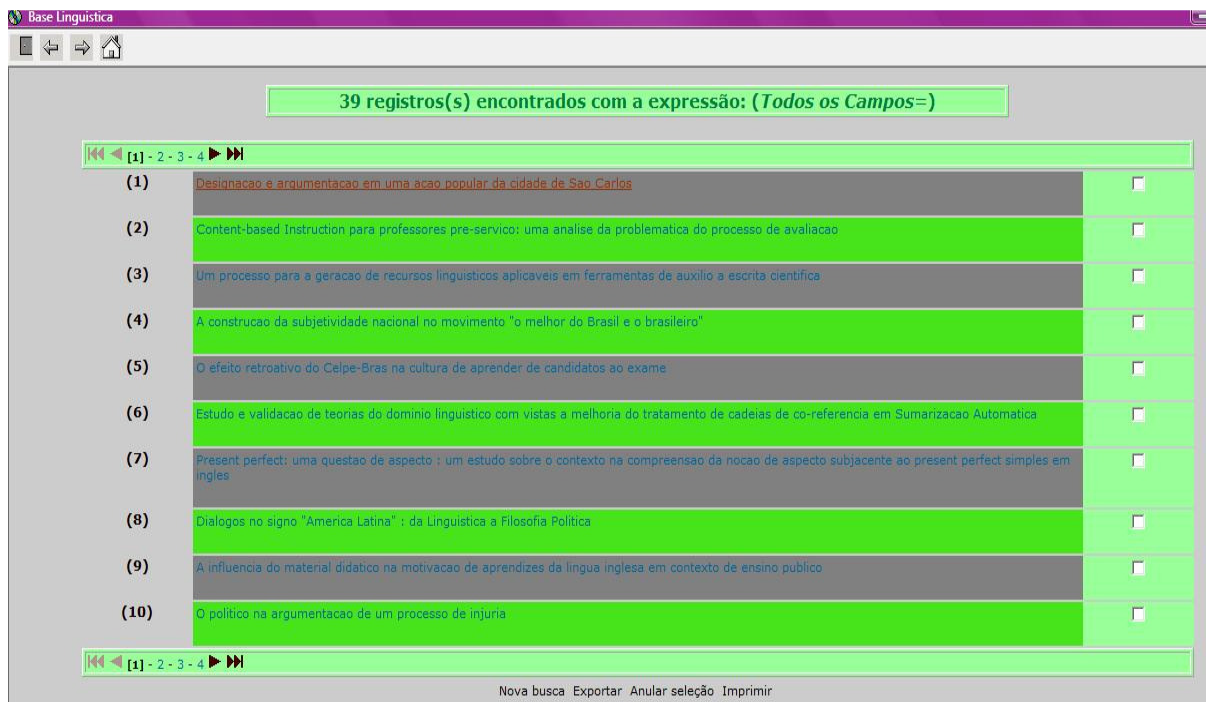 Base Linguistica
39 registros(s) encontrados com a expressão: (Todos os Campos=)
[1] - 2 - 3 - 4
(1) Designacao e argumentacao em uma acao popular da cidade de Sao Carlos
(2) Content-based Instruction para professores pre-servico: uma analise da problematica do processo de avaliacao
(3) Um processo para a geracao de recursos linguisticos aplicaveis em ferramentas de auxilio a escrita cientifica
(4) A construcao da subjetividade nacional no movimento "o melhor do Brasil e o brasileiro"
(5) O efeito retroativo do Celpe-Bras na cultura de aprender de candidatos ao exame
(6) Estudo e validacao de teorias do dominio linguistico com vistas a melhoria do tratamento de cadeias de co-referencia em Sumarizacao Automatica
(7) Present perfect: uma questao de aspecto : um estudo sobre o contexto na compreensao da nocao de aspecto subjacente ao present perfect simples em
ingles
(8) Dialogos no signo "America Latina" : da Linguistica a Filosofia Politica
(9) A influencia do material didatico na motivacao de aprendizes da lingua inglesa em contexto de ensino publico
(10) O politico na argumentacao de um processo de injuria
[1] - 2 - 3 - 4
Nova busca Exportar Anular seleção Imprimir